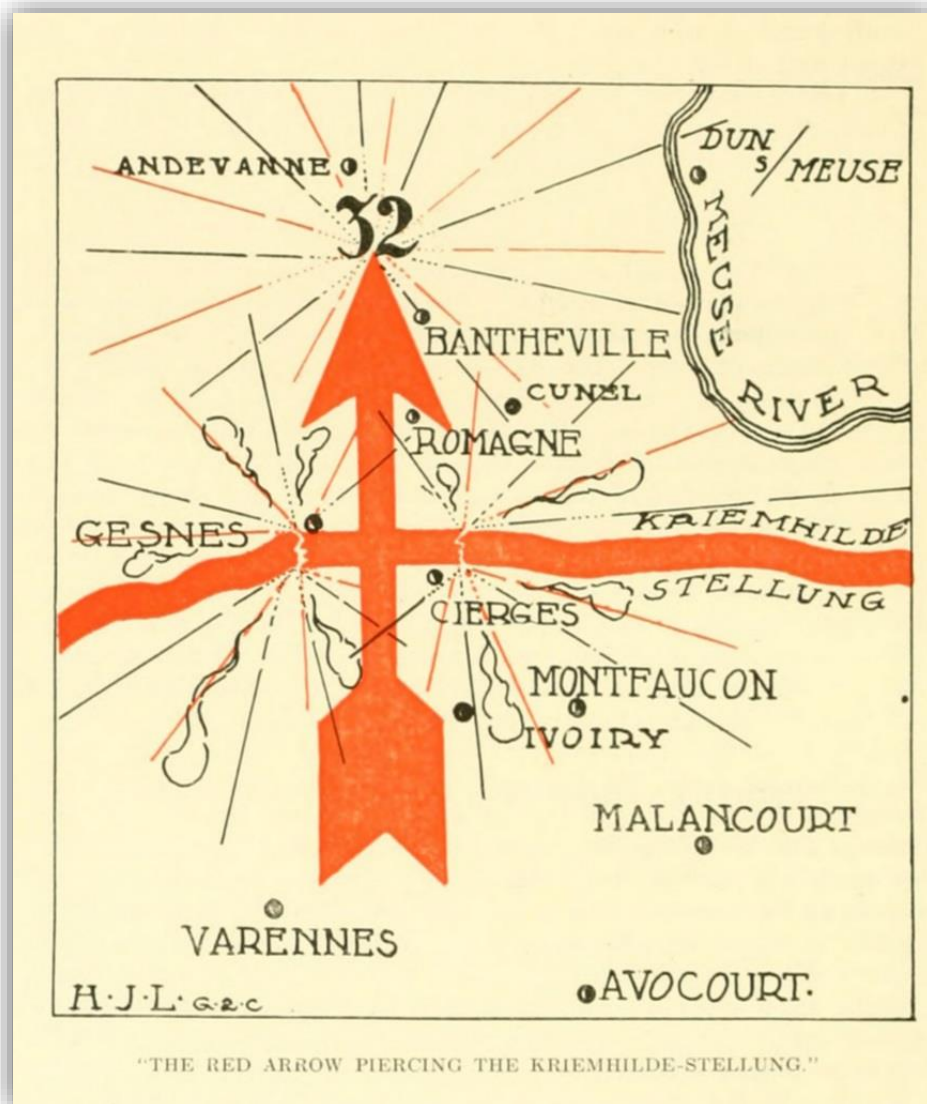 DUN
S/MEUSE
ANDEVANNE
32
MEUSE
RIVER
BANTHEVILLE
CUNEL
ROMAGNE
GESNES
KRIEMHILDE
STELLUNG
CIERGES
MONTFAUCON
IVOIRY
MALANCOURT
VARENNES
AVOCOURT.
H·J·L· G·2·C
"THE RED ARROW PIERCING THE KRIEMHILDE-STELLUNG."